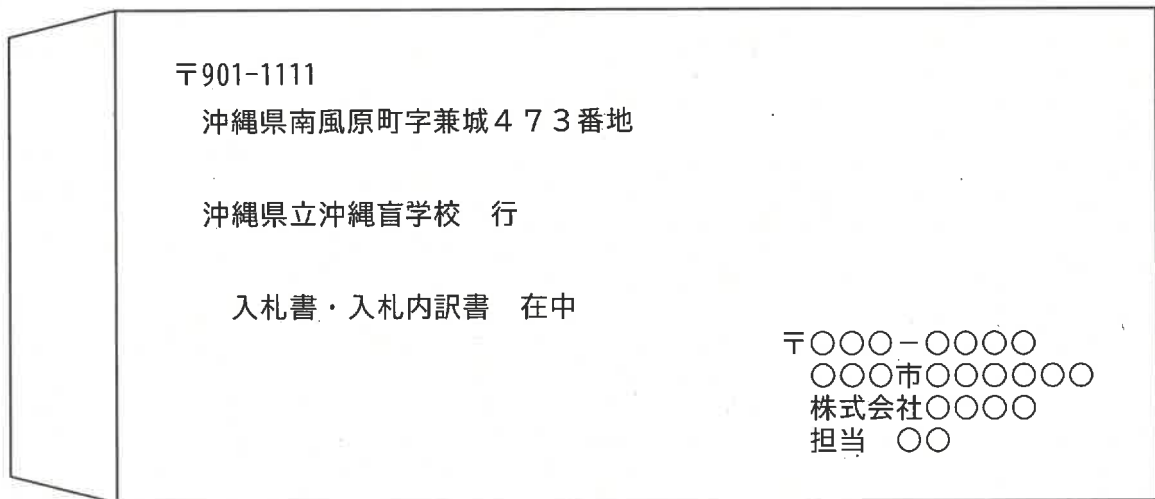 〒901-1111
沖縄県南風原町字兼城４７３番地
沖縄県立沖縄盲学校　行
入札書・入札内訳書　在中
〒○○○－○○○○
○○○市○○○○○○
株式会社○○○○
担当　○○